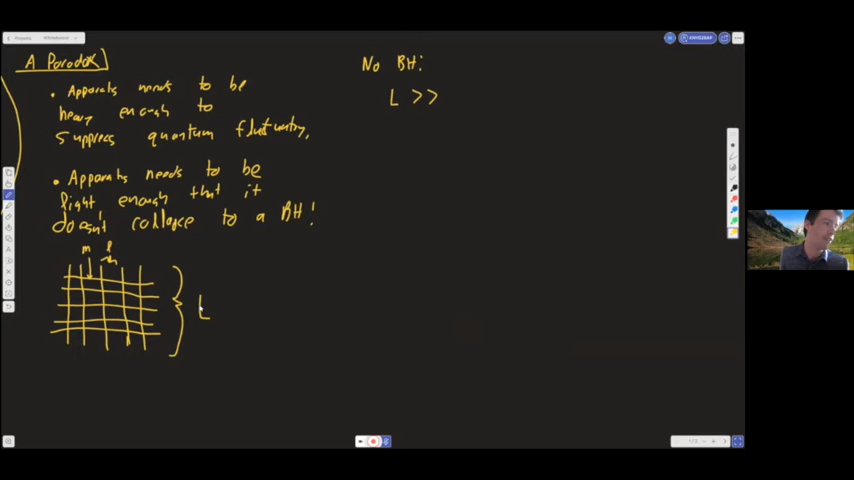 A Paradox
• Apparatus needs to be
heavy enough to
suppress quantum fluctuations.
• Apparatus needs to be
light enough that it
doesn't collapse to a BH!
m l
L
No BH:
L >>